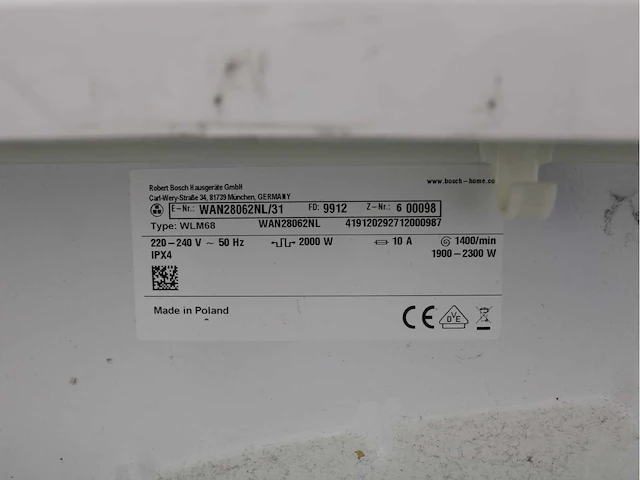 Robert Bosch Hausgeräte GmbH www.bosch-home.co
Carl-Wery-Straße 34, 81739 München, GERMANY
E-Nr.: WAN28062NL/31 FD: 9912 Z-Nr.: 6 00098
Type: WLM68 WAN28062NL 419120292712000987
220-240 V ~ 50 Hz 2000 W 10 A 1400/min
IPX4 1900-2300 W
Made in Poland
CE VDE